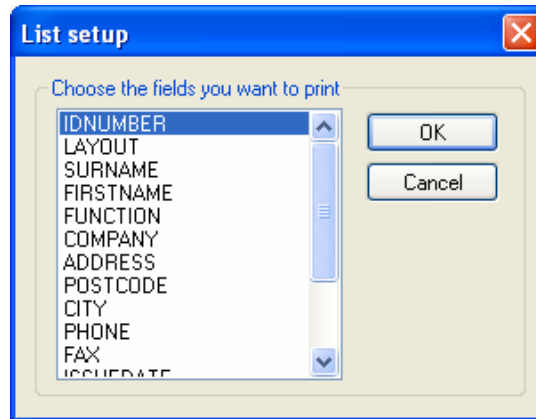 List setup
Choose the fields you want to print
IDNUMBER
LAYOUT
SURNAME
FIRSTNAME
FUNCTION
COMPANY
ADDRESS
POSTCODE
CITY
PHONE
FAX
ISSUEDATE
OK
Cancel